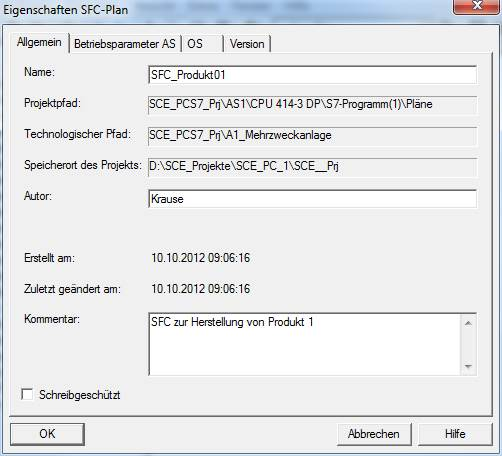 Eigenschaften SFC-Plan
Allgemein Betriebsparameter AS OS Version
Name: SFC_Produkt01
Projektpfad: SCE_PCS7_Prj\AS1\CPU 414-3 DP\S7-Programm(1)\Pläne
Technologischer Pfad: SCE_PCS7_Prj\A1_Mehrzweckanlage
Speicherort des Projekts: D:\SCE_Projekte\SCE_PC_1\SCE__Prj
Autor: Krause
Erstellt am: 10.10.2012 09:06:16
Zuletzt geändert am: 10.10.2012 09:06:16
Kommentar: SFC zur Herstellung von Produkt 1
Schreibgeschützt
OK Abbrechen Hilfe